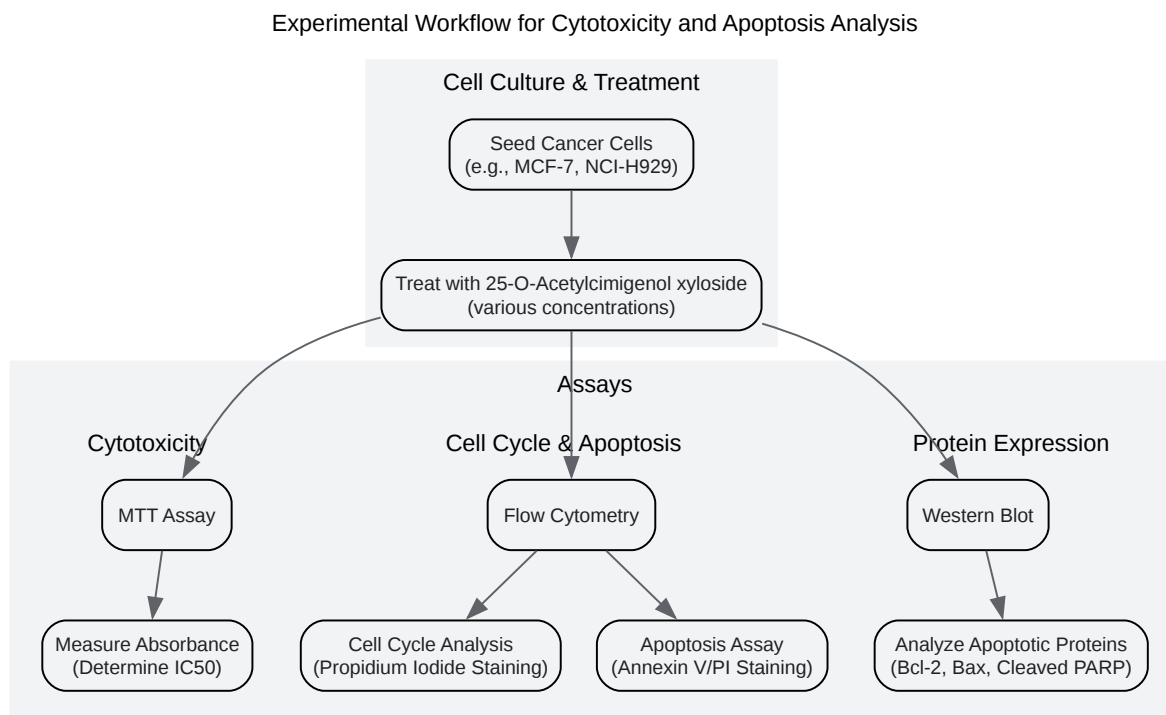 Experimental Workflow for Cytotoxicity and Apoptosis Analysis
Cell Culture & Treatment
Seed Cancer Cells
(e.g., MCF-7, NCI-H929)
Treat with 25-O-Acetylcimigenol xyloside
(various concentrations)
Assays
Cytotoxicity
Cell Cycle & Apoptosis
Protein Expression
MTT Assay
Flow Cytometry
Western Blot
Measure Absorbance
(Determine IC50)
Cell Cycle Analysis
(Propidium Iodide Staining)
Apoptosis Assay
(Annexin V/PI Staining)
Analyze Apoptotic Proteins
(Bcl-2, Bax, Cleaved PARP)